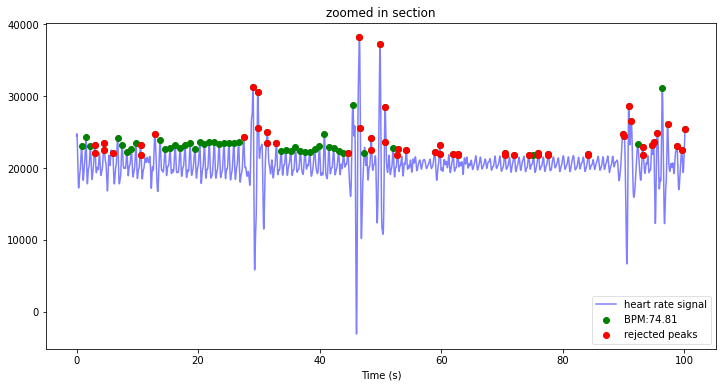 zoomed in section
40000
30000
20000
10000
0
0 20 40 60 80 100
Time (s)
heart rate signal
BPM:74.81
rejected peaks